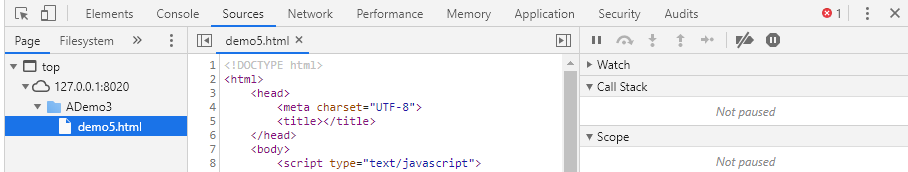 Elements Console Sources Network Performance Memory Application Security Audits 1
Page Filesystem » demo5.html
top
127.0.0.1:8020
ADemo3
demo5.html
1 <!DOCTYPE html>
2 <html>
3 <head>
4 <meta charset="UTF-8">
5 <title></title>
6 </head>
7 <body>
8 <script type="text/javascript">
Watch
Call Stack
Not paused
Scope
Not paused